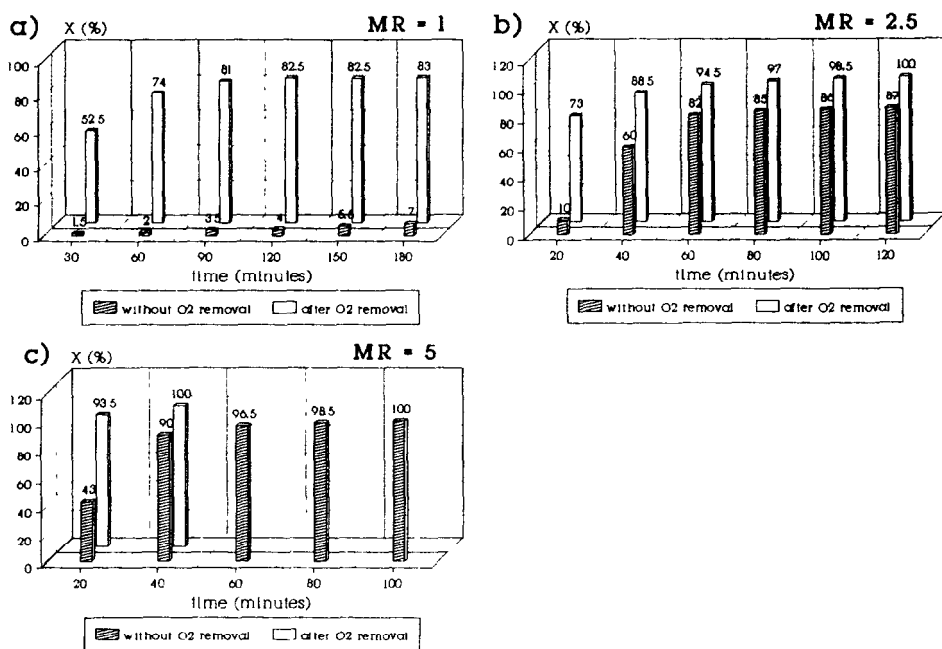 a) X (%) MR = 1
100
80
60
40
20
0
52.5 74 81 82.5 82.5 83
1.5 2 3.5 4 6.6 7
30 60 90 120 150 180
time (minutes)
without O2 removal after O2 removal
b) X (%) MR = 2.5
120
100
80
60
40
20
0
73 88.5 94.5 97 98.5 100
10 60 82 85 86 89
20 40 60 80 100 120
time (minutes)
without O2 removal after O2 removal
c) X (%) MR = 5
120
100
80
60
40
20
0
93.5 100
43 90 96.5 98.5 100
20 40 60 80 100
time (minutes)
without O2 removal after O2 removal